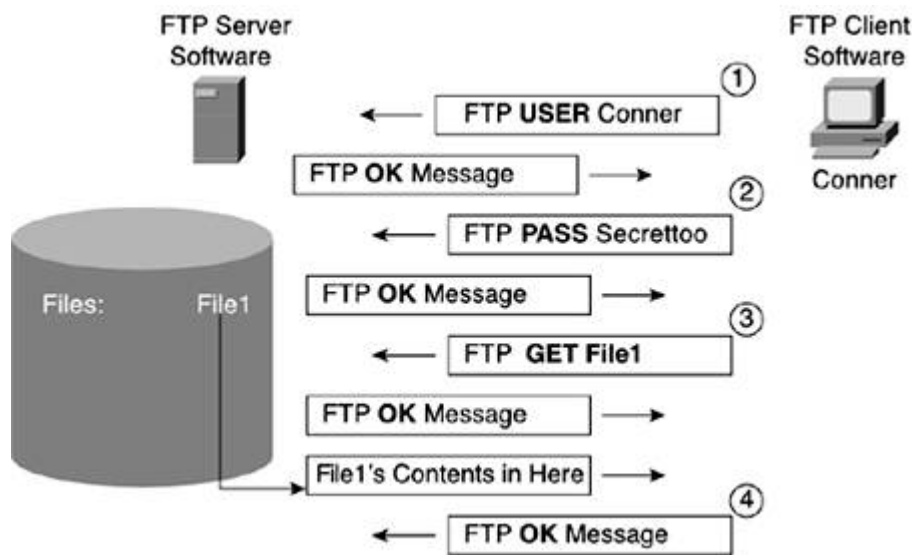 FTP Server
Software
FTP Client
Software
①
FTP USER Conner
FTP OK Message
Conner
②
FTP PASS Secrettoo
FTP OK Message
Files: File1
③
FTP GET File1
FTP OK Message
File1's Contents in Here
④
FTP OK Message